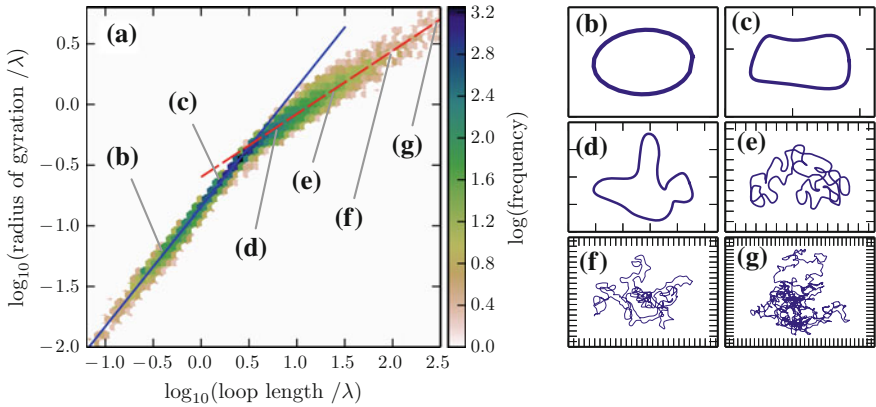 (a)
0.5
0.0
−0.5
−1.0
−1.5
−2.0
log10(radius of gyration /λ)
(b)
(c)
(d)
(e)
(f)
(g)
−1.0 −0.5 0.0 0.5 1.0 1.5 2.0 2.5
log10(loop length /λ)
3.2
2.8
2.4
2.0
1.6
1.2
0.8
0.4
0.0
log(frequency)
(b)
(c)
(d)
(e)
(f)
(g)